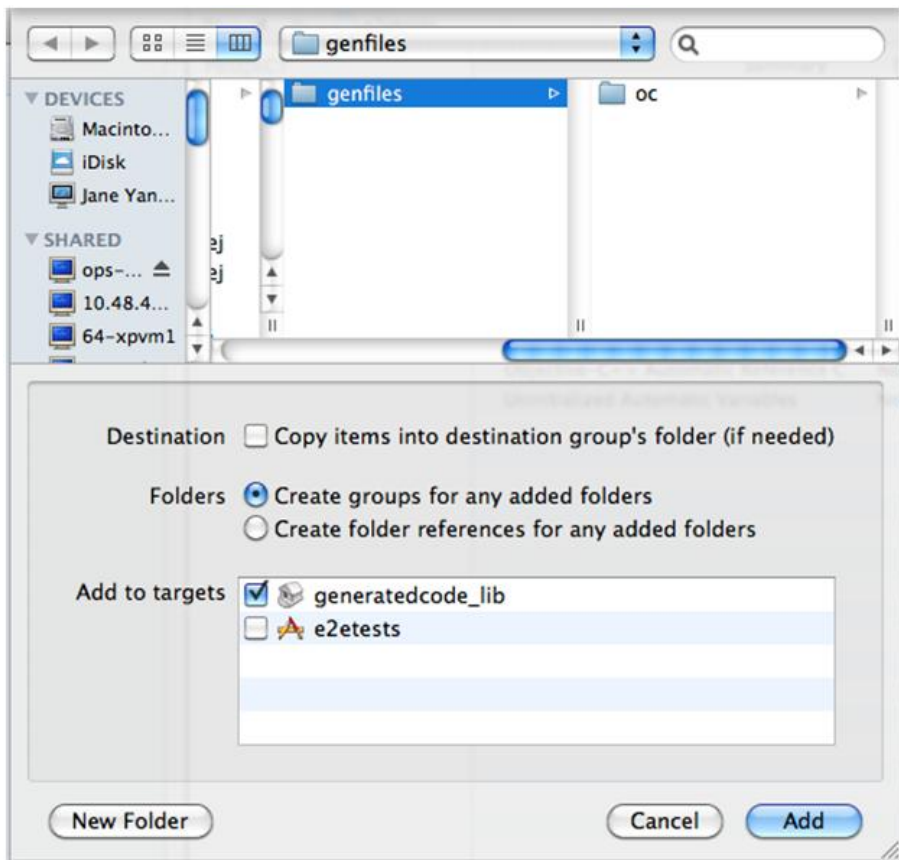 genfiles
DEVICES
Macinto...
iDisk
Jane Yan...
SHARED
ops-...
10.48.4...
64-xpvm1
ej
ej
genfiles
oc
Destination
Copy items into destination group's folder (if needed)
Folders
Create groups for any added folders
Create folder references for any added folders
Add to targets
generatedcode_lib
e2etests
New Folder
Cancel
Add